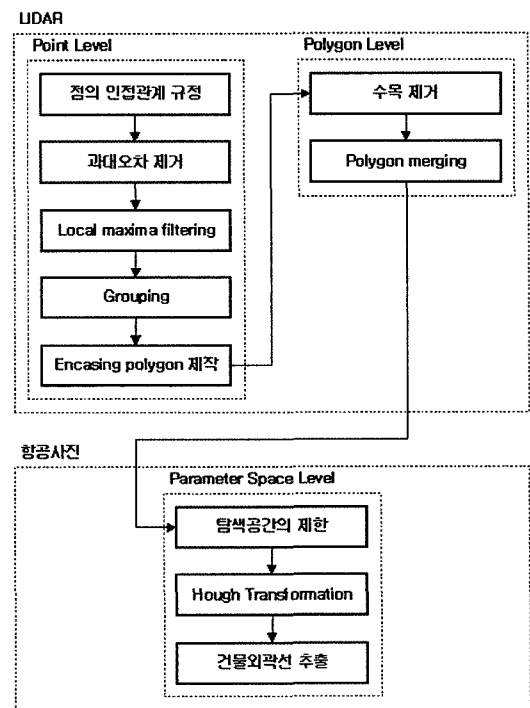 LIDAR
Point Level
점의 인접관계 규정
과대오차 제거
Local maxima filtering
Grouping
Encasing polygon 제작
Polygon Level
수목 제거
Polygon merging
항공사진
Parameter Space Level
탐색공간의 제한
Hough Transformation
건물외곽선 추출